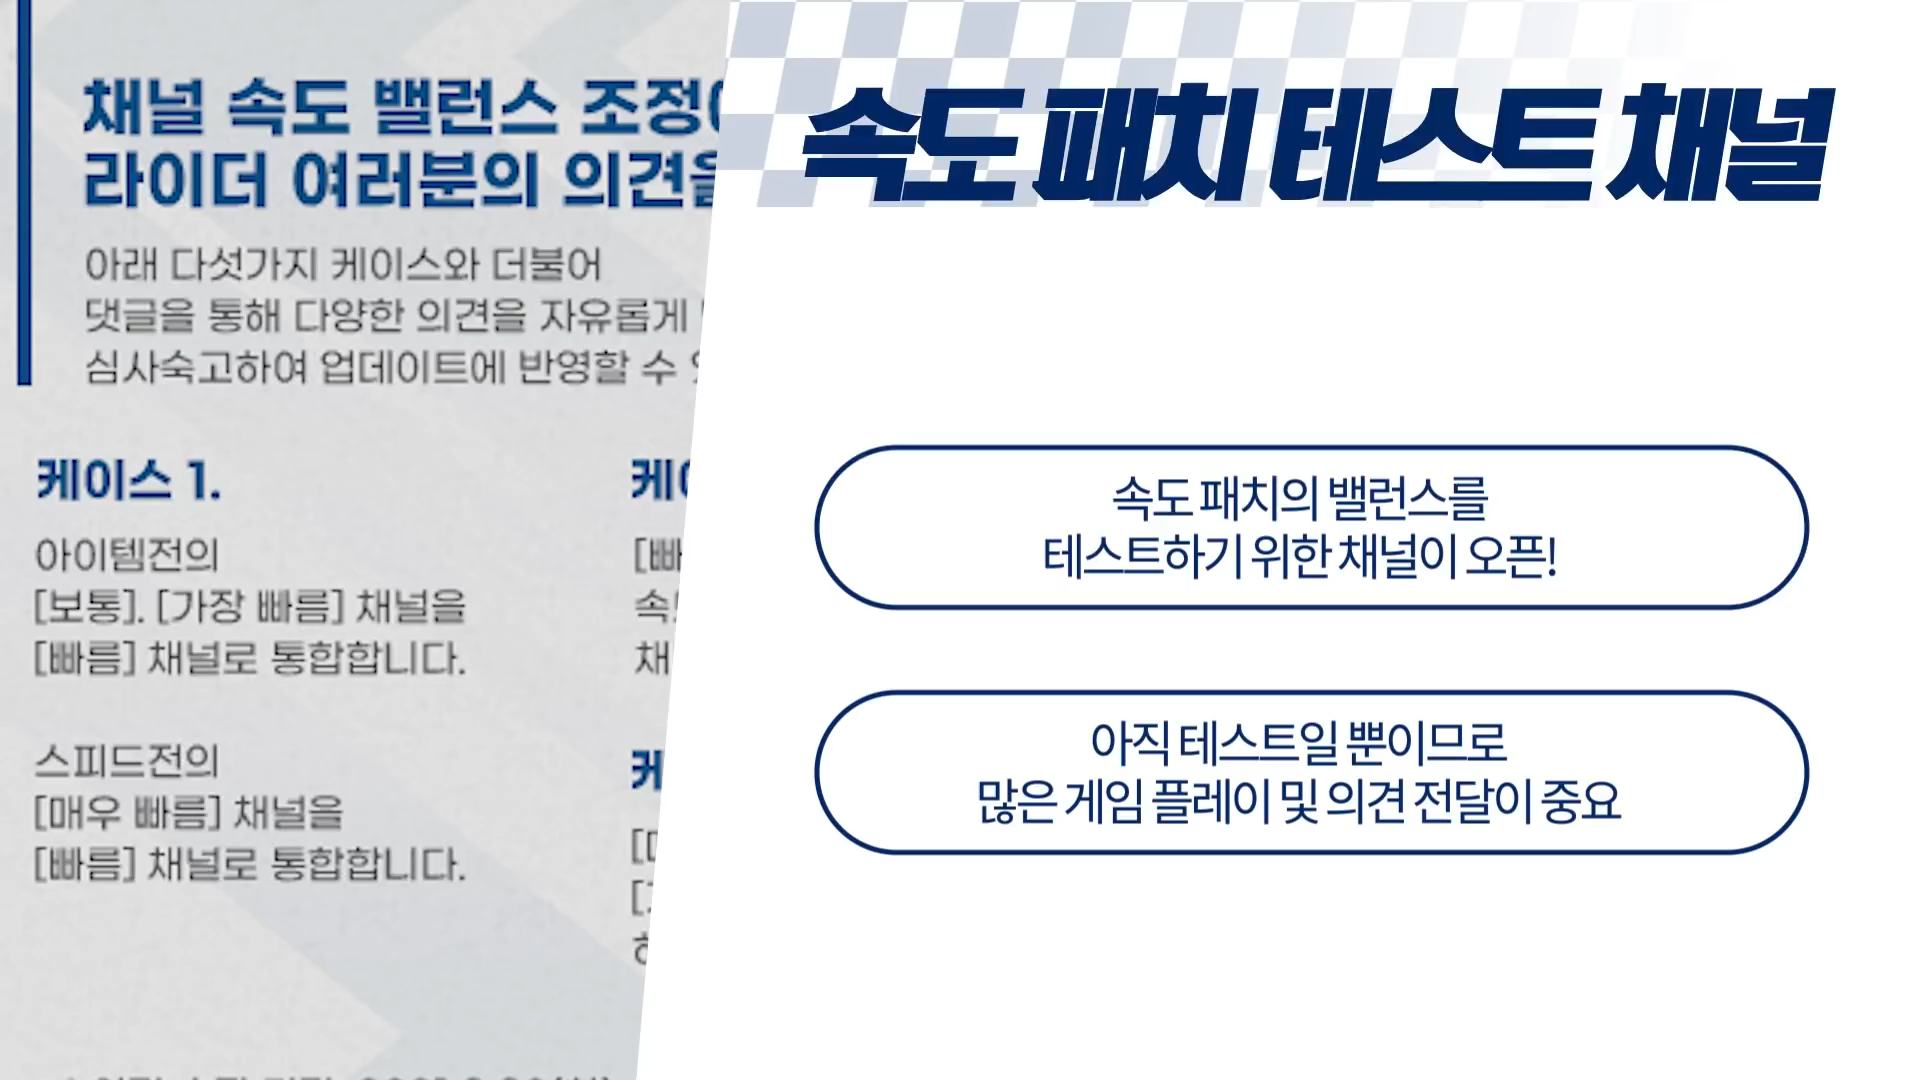 채널 속도 밸런스
라이더 여러분의
아래 다섯가지 케이스와 더불어
댓글을 통해 다양한 의견을 자유롭게
심사숙고하여 업데이트에 반영할 수
케이스 1.
아이템전의
[보통]. [가장 빠름] 채널을
[빠름] 채널로 통합합니다.
스피드전의
[매우 빠름] 채널을
[빠름] 채널로 통합합니다.
속도 패치 테스트 채널
속도 패치의 밸런스를
테스트하기 위한 채널이 오픈!
아직 테스트일 뿐이므로
많은 게임 플레이 및 의견 전달이 중요